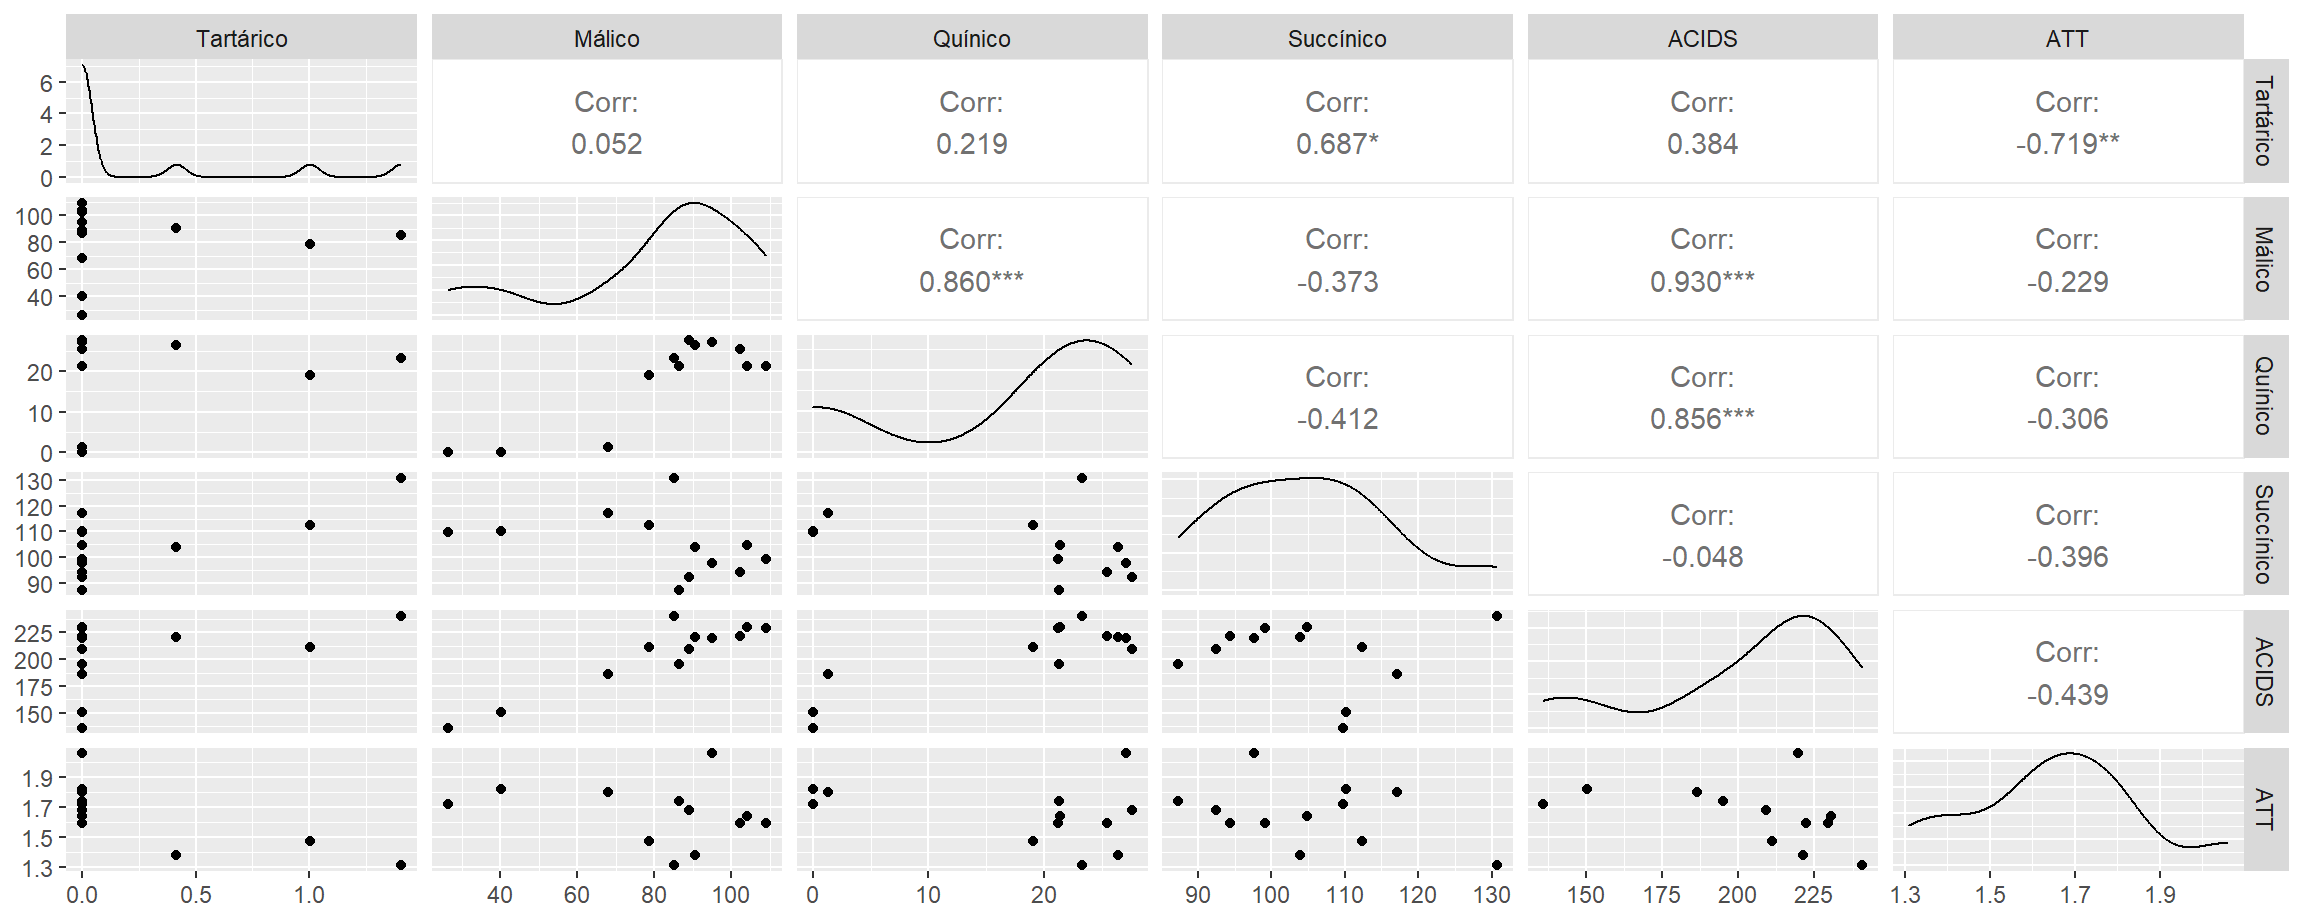 Tartárico Málico Quínico Succínico ACIDS ATT
6 4 2 0
Corr: Corr: Corr: Corr: Corr:
0.052 0.219 0.687* 0.384 -0.719**
Tartárico
100 80 60 40
Corr: Corr: Corr: Corr:
0.860*** -0.373 0.930*** -0.229
Málico
20 10 0
Corr: Corr: Corr:
-0.412 0.856*** -0.306
Quínico
130 120 110 100 90
Corr: Corr:
-0.048 -0.396
Succínico
225 200 175 150
Corr:
-0.439
ACIDS
1.9 1.7 1.5 1.3
ATT
0.0 0.5 1.0 40 60 80 100 0 10 20 90 100 110 120 130 150 175 200 225 1.3 1.5 1.7 1.9